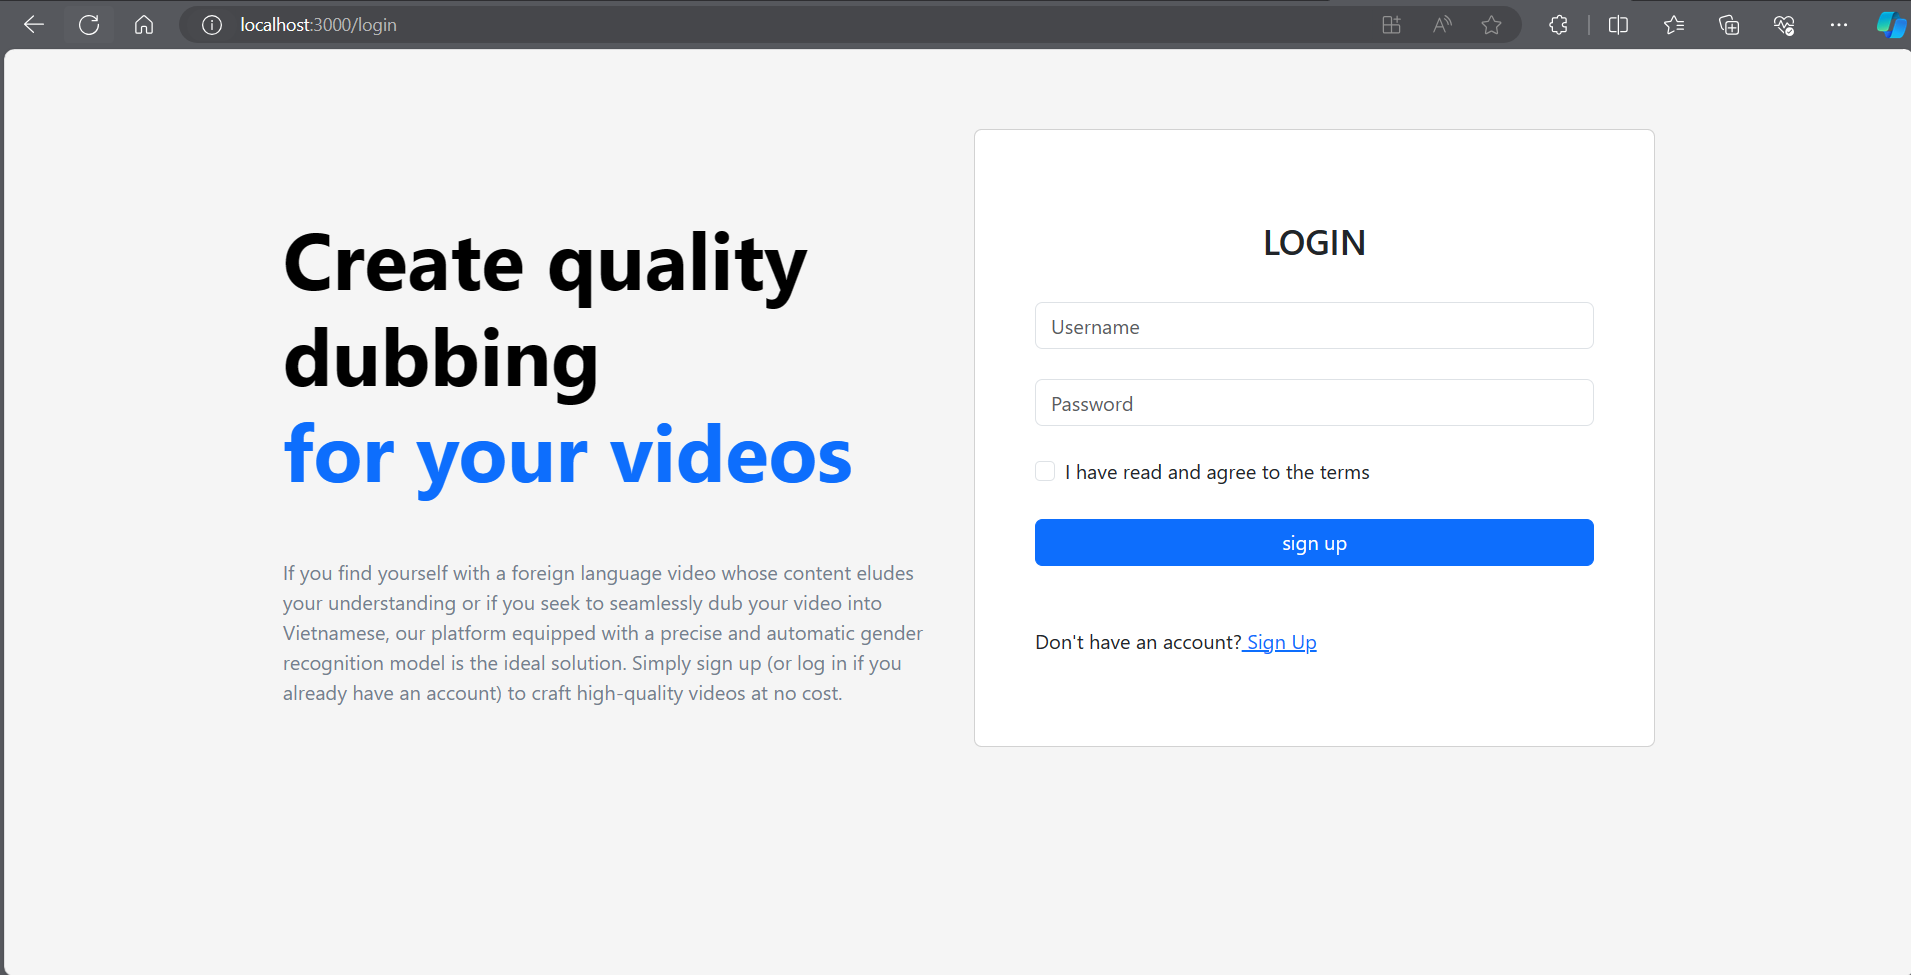 localhost:3000/login
Create quality
dubbing
for your videos
If you find yourself with a foreign language video whose content eludes
your understanding or if you seek to seamlessly dub your video into
Vietnamese, our platform equipped with a precise and automatic gender
recognition model is the ideal solution. Simply sign up (or log in if you
already have an account) to craft high-quality videos at no cost.
LOGIN
Username
Password
I have read and agree to the terms
sign up
Don't have an account? Sign Up